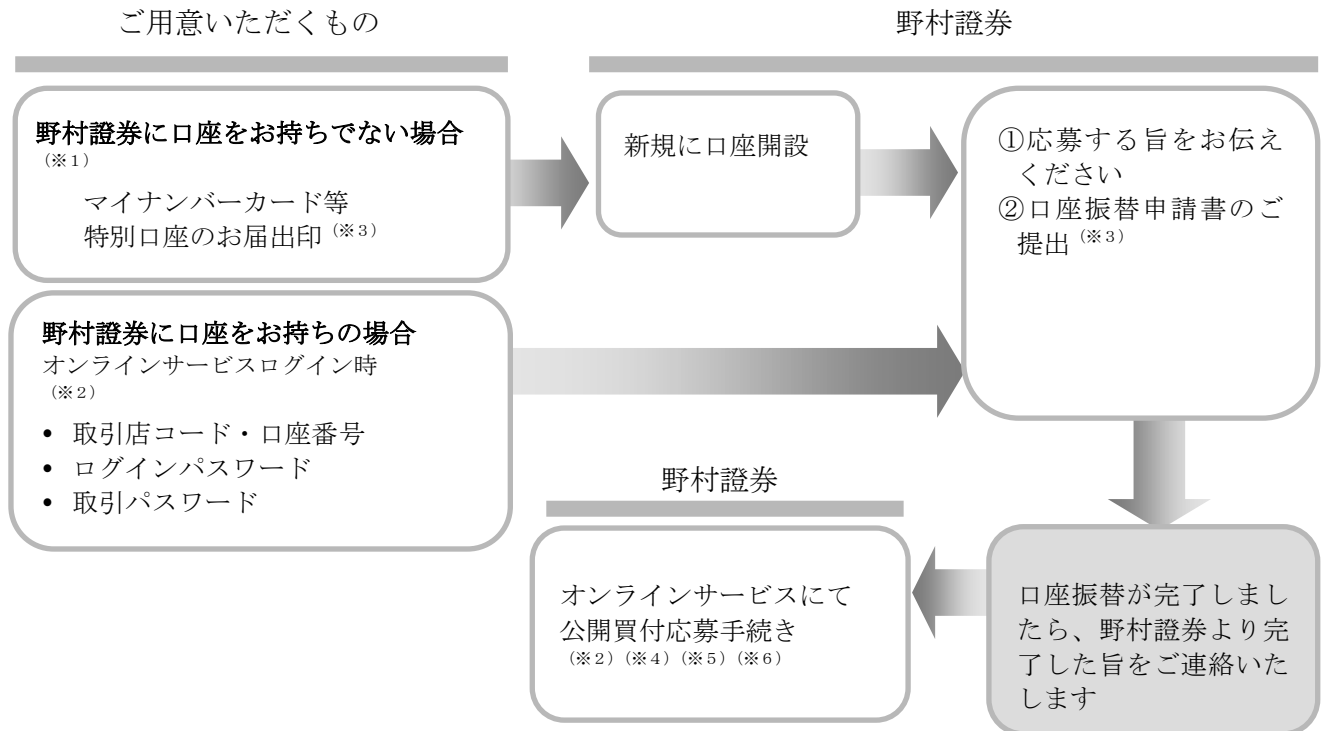 ご用意いただくもの
野村證券
野村證券に口座をお持ちでない場合
(※1)
マイナンバーカード等
特別口座のお届出印(※3)
新規に口座開設
①応募する旨をお伝え
ください
②口座振替申請書のご
提出(※3)
野村證券に口座をお持ちの場合
オンラインサービスログイン時
(※2)
• 取引店コード・口座番号
• ログインパスワード
• 取引パスワード
野村證券
オンラインサービスにて
公開買付応募手続き
(※2)(※4)(※5)(※6)
口座振替が完了しまし
たら、野村證券より完
了した旨をご連絡いた
します